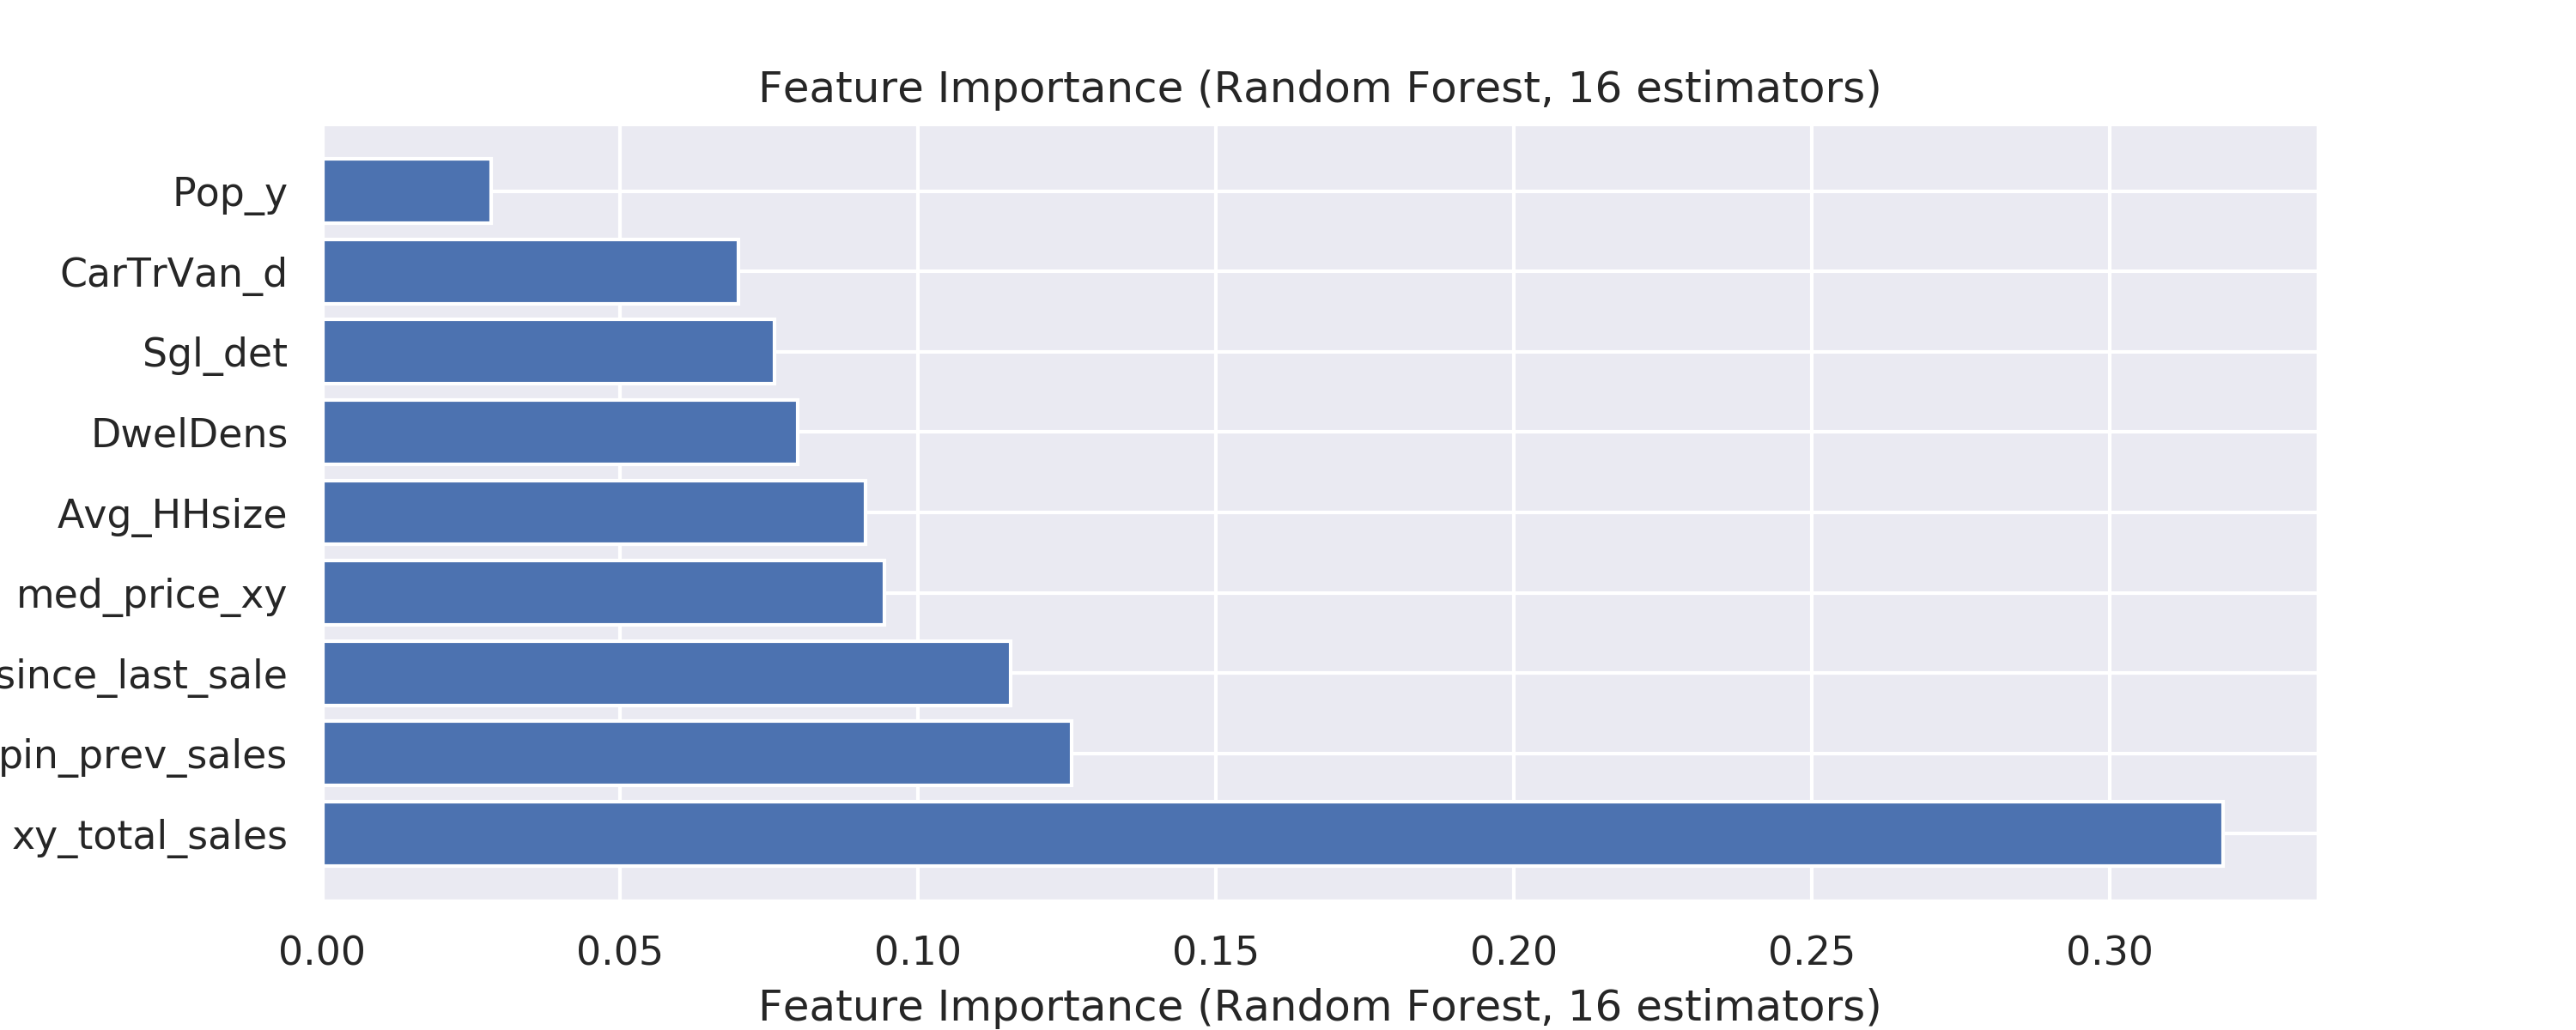 Feature Importance (Random Forest, 16 estimators)
Pop_y
CarTrVan_d
Sgl_det
DwelDens
Avg_HHsize
med_price_xy
since_last_sale
pin_prev_sales
xy_total_sales
0.00 0.05 0.10 0.15 0.20 0.25 0.30
Feature Importance (Random Forest, 16 estimators)